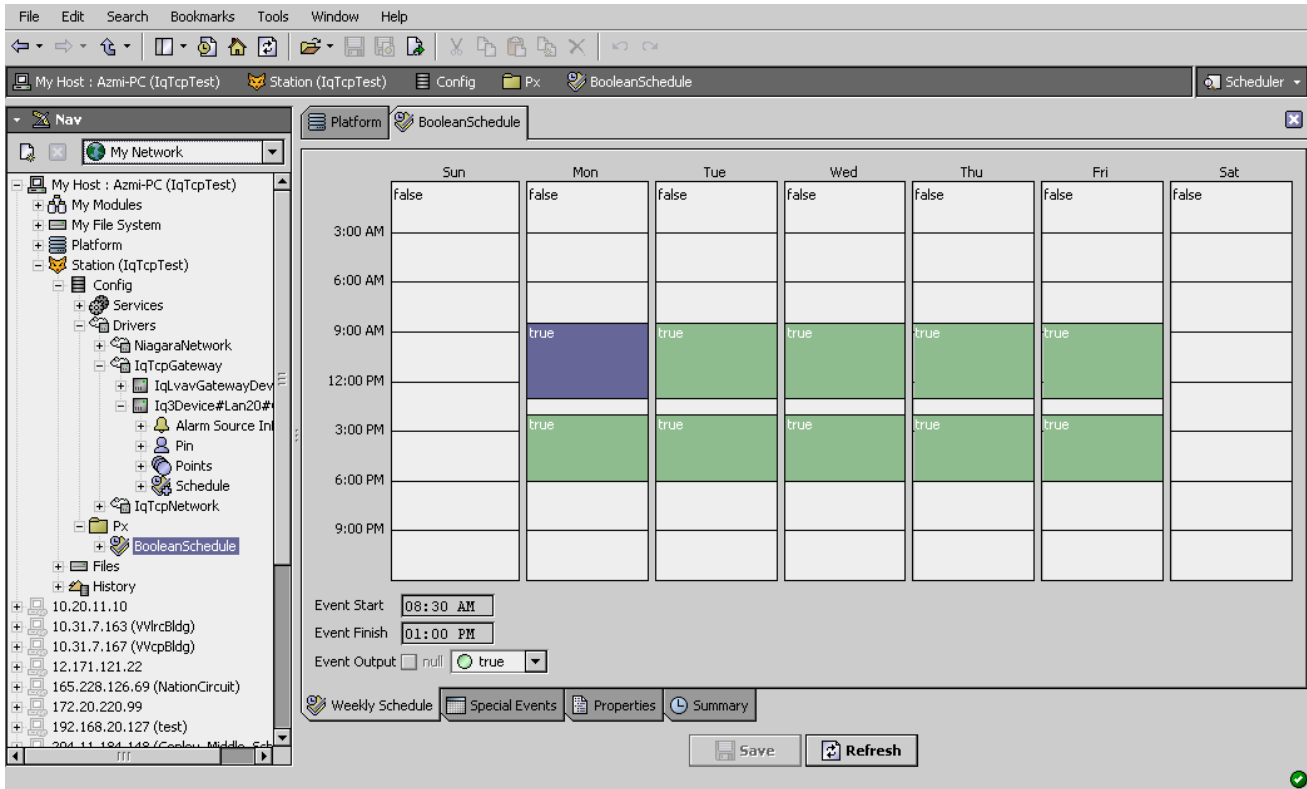 File Edit Search Bookmarks Tools Window Help
My Host : Azmi-PC (IqTcpTest) Station (IqTcpTest) Config Px BooleanSchedule Scheduler
Nav
My Network
My Host : Azmi-PC (IqTcpTest)
My Modules
My File System
Platform
Station (IqTcpTest)
Config
Services
Drivers
NiagaraNetwork
IqTcpGateway
IqLvavGatewayDev
Iq3Device#Lan20#
Alarm Source In
Pin
Points
Schedule
IqTcpNetwork
Px
BooleanSchedule
Files
History
10.20.11.10
10.31.7.163 (VVlrcBldg)
10.31.7.167 (VVcpBldg)
12.171.121.22
165.228.126.69 (NationCircuit)
172.20.220.99
192.168.20.127 (test)
Platform BooleanSchedule
Sun Mon Tue Wed Thu Fri Sat
false false false false false false false
3:00 AM
6:00 AM
9:00 AM
true true true true true
12:00 PM
true true true true true
3:00 PM
6:00 PM
9:00 PM
Event Start 08:30 AM
Event Finish 01:00 PM
Event Output null true
Weekly Schedule Special Events Properties Summary
Save Refresh